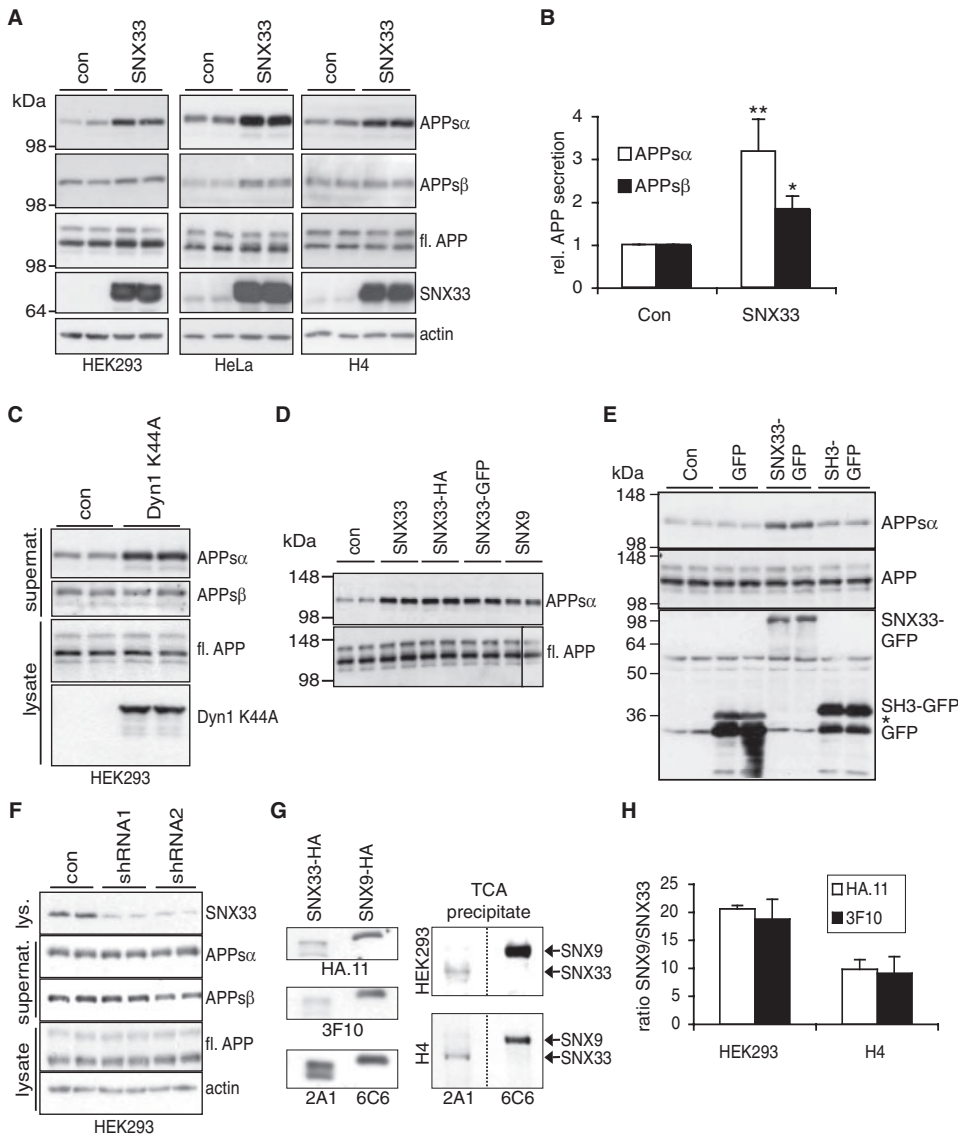 A
con
SNX33
con
SNX33
con
SNX33
kDa
98
98
98
64
APPsα
APPsβ
fl. APP
SNX33
actin
HEK293
HeLa
H4
B
rel. APP secretion
4
3
2
1
0
APPsα
APPsβ
**
*
Con
SNX33
C
con
Dyn1 K44A
supernat.
lysate
APPsα
APPsβ
fl. APP
Dyn1 K44A
HEK293
D
kDa
con
SNX33
SNX33-HA
SNX33-GFP
SNX9
148
98
148
98
APPsα
fl. APP
E
kDa
Con
GFP
SNX33-
GFP
SH3-
GFP
148
98
148
98
98
64
50
36
APPsα
APP
SNX33-
GFP
SH3-GFP
*
GFP
F
con
shRNA1
shRNA2
lys.
supernat.
lysate
SNX33
APPsα
APPsβ
fl. APP
actin
HEK293
G
SNX33-HA
SNX9-HA
HA.11
3F10
2A1
6C6
TCA
precipitate
HEK293
SNX9
SNX33
H4
SNX9
SNX33
2A1
6C6
H
ratio SNX9/SNX33
25
20
15
10
5
0
HA.11
3F10
HEK293
H4